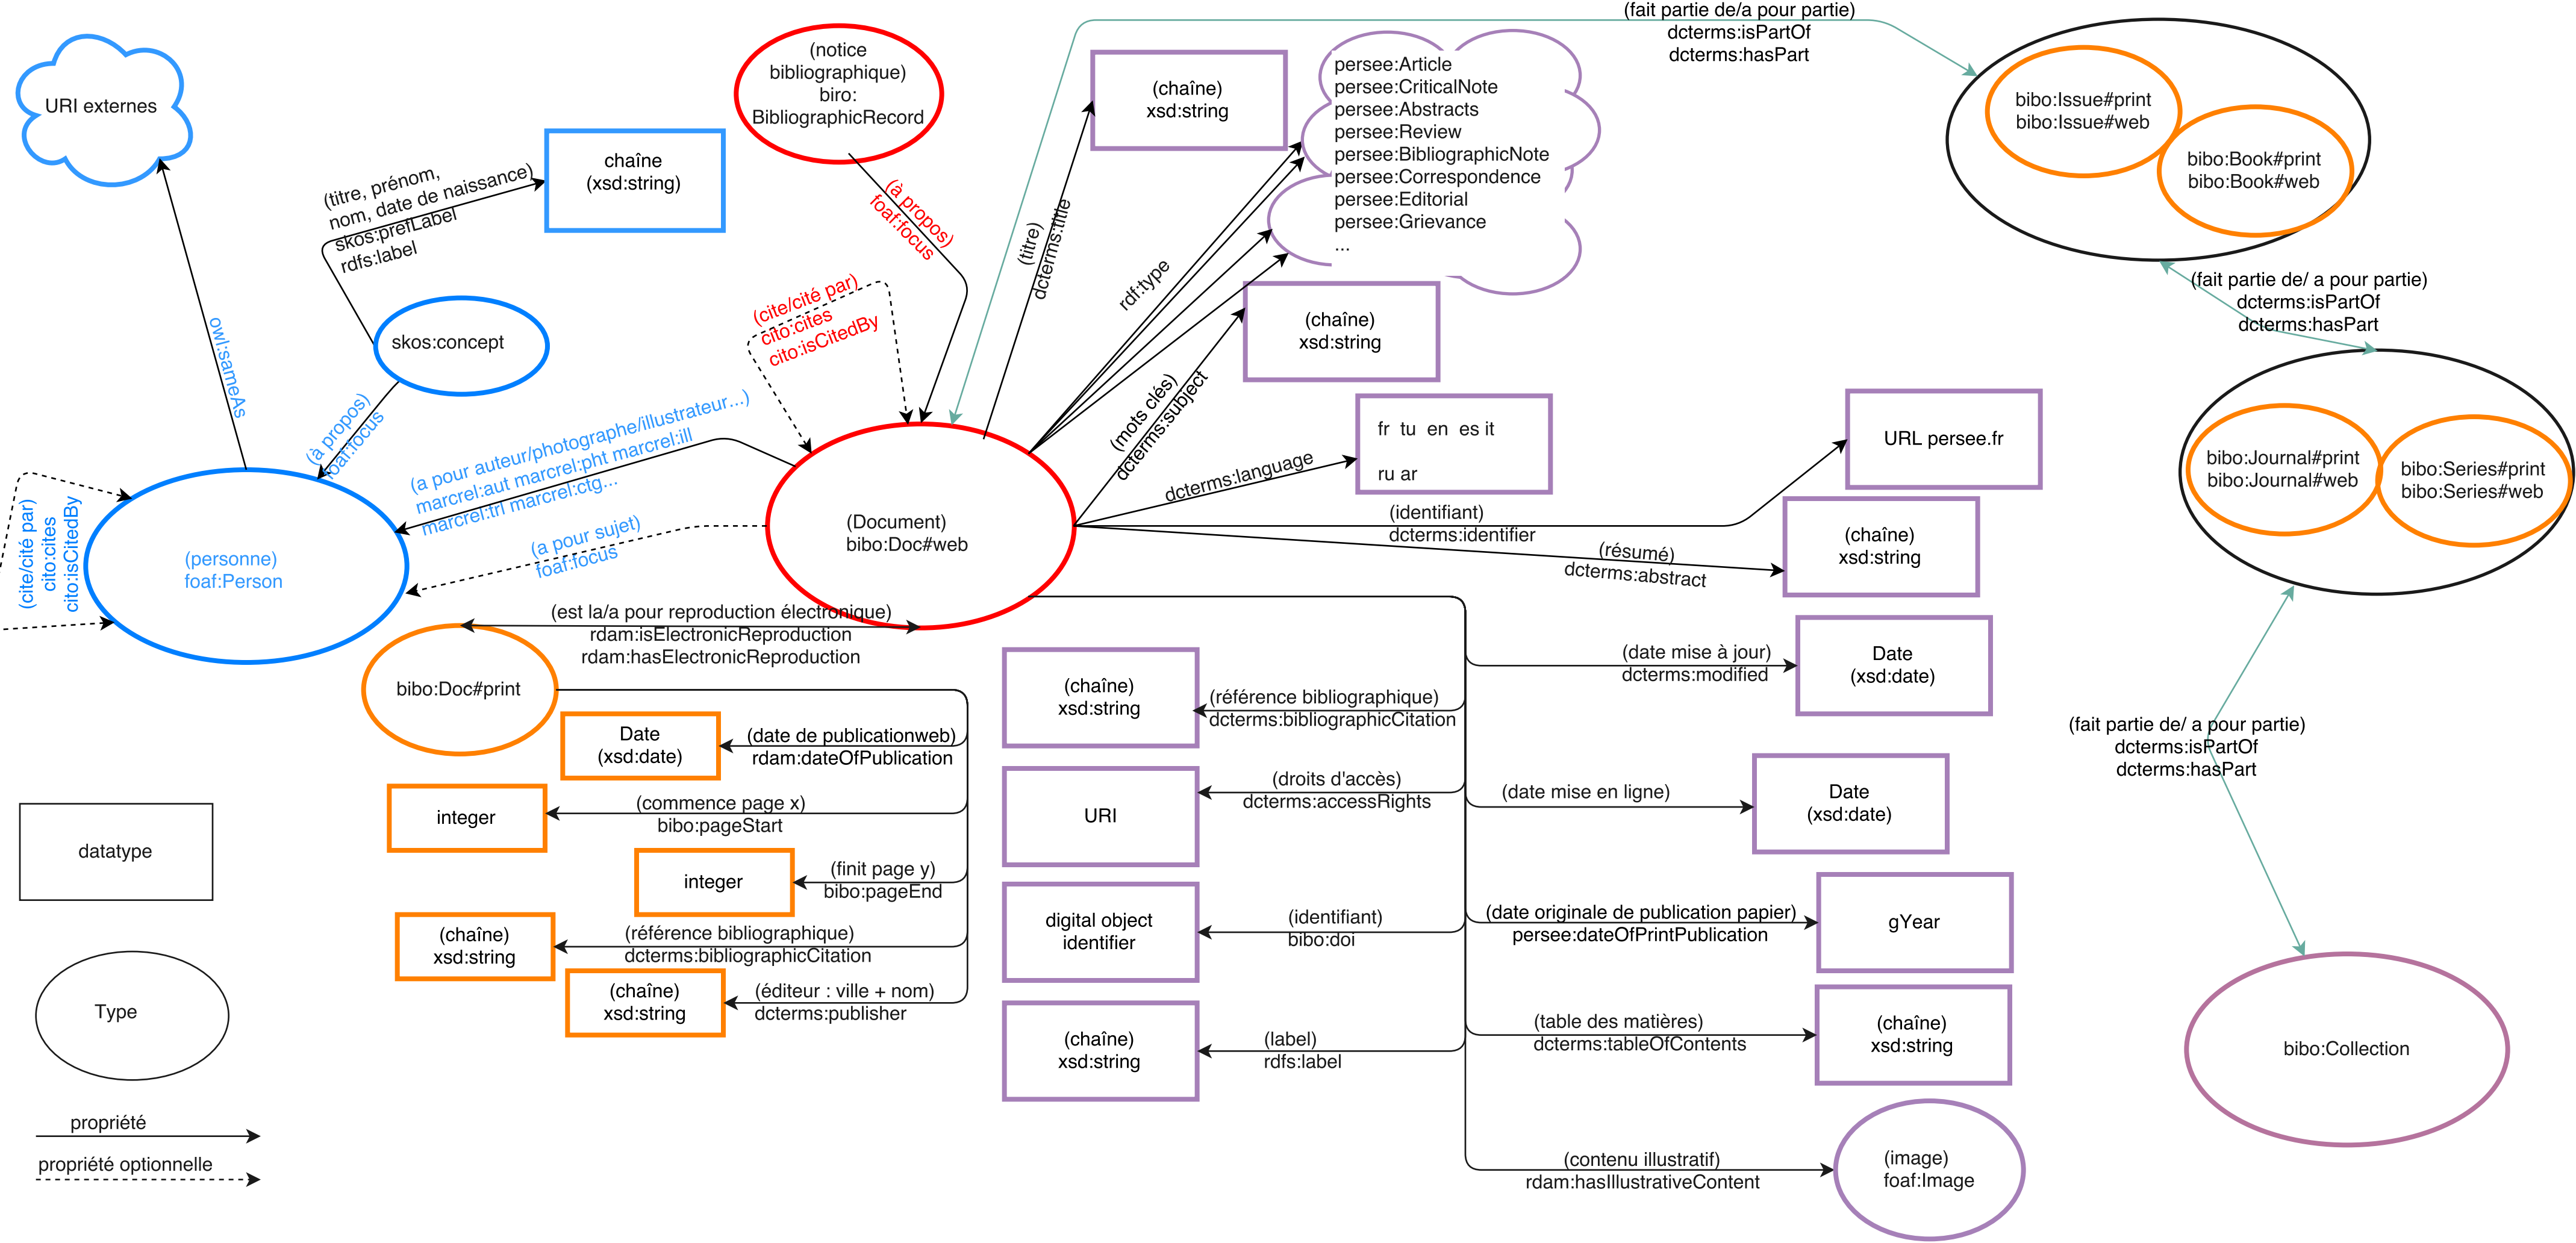 (fait partie de/a pour partie)
dcterms:isPartOf
dcterms:hasPart
(notice
bibliographique)
biro:
BibliographicRecord
URI externes
chaîne
(xsd:string)
(titre, prénom,
nom, date de naissance)
skos:prefLabel
rdfs:label
(à propos)
foaf:focus
(chaîne)
xsd:string
(titre)
dcterms:title
persee:Article
persee:CriticalNote
persee:Abstracts
persee:Review
persee:BibliographicNote
persee:Correspondence
persee:Editorial
persee:Grievance
...
rdf:type
bibo:Issue#print
bibo:Issue#web
bibo:Book#print
bibo:Book#web
(fait partie de/ a pour partie)
dcterms:isPartOf
dcterms:hasPart
owl:sameAs
skos:concept
(à propos)
foaf:focus
(cite/cité par)
cito:cites
cito:isCitedBy
(chaîne)
xsd:string
(mots clés)
dcterms:subject
fr tu en es it
ru ar
dcterms:language
URL persee.fr
(identifiant)
dcterms:identifier
(chaîne)
xsd:string
(résumé)
dcterms:abstract
bibo:Journal#print
bibo:Journal#web
bibo:Series#print
bibo:Series#web
(a pour auteur/photographe/illustrateur...)
marcrel:aut marcrel:pht marcrel:ill
marcrel:trl marcrel:ctg...
(a pour sujet)
foaf:focus
(Document)
bibo:Doc#web
(cite/cité par)
cito:cites
cito:isCitedBy
(personne)
foaf:Person
(est la/a pour reproduction électronique)
rdam:isElectronicReproduction
rdam:hasElectronicReproduction
bibo:Doc#print
Date
(xsd:date)
(date de publicationweb)
rdam:dateOfPublication
integer
(commence page x)
bibo:pageStart
integer
(finit page y)
bibo:pageEnd
(chaîne)
xsd:string
(référence bibliographique)
dcterms:bibliographicCitation
(chaîne)
xsd:string
(éditeur : ville + nom)
dcterms:publisher
(chaîne)
xsd:string
(référence bibliographique)
dcterms:bibliographicCitation
URI
(droits d'accès)
dcterms:accessRights
digital object
identifier
(identifiant)
bibo:doi
(chaîne)
xsd:string
(label)
rdfs:label
(date mise à jour)
dcterms:modified
Date
(xsd:date)
(date mise en ligne)
Date
(xsd:date)
(date originale de publication papier)
persee:dateOfPrintPublication
gYear
(table des matières)
dcterms:tableOfContents
(chaîne)
xsd:string
(contenu illustratif)
rdam:hasIllustrativeContent
(image)
foaf:Image
(fait partie de/ a pour partie)
dcterms:isPartOf
dcterms:hasPart
bibo:Collection
datatype
Type
propriété
propriété optionnelle